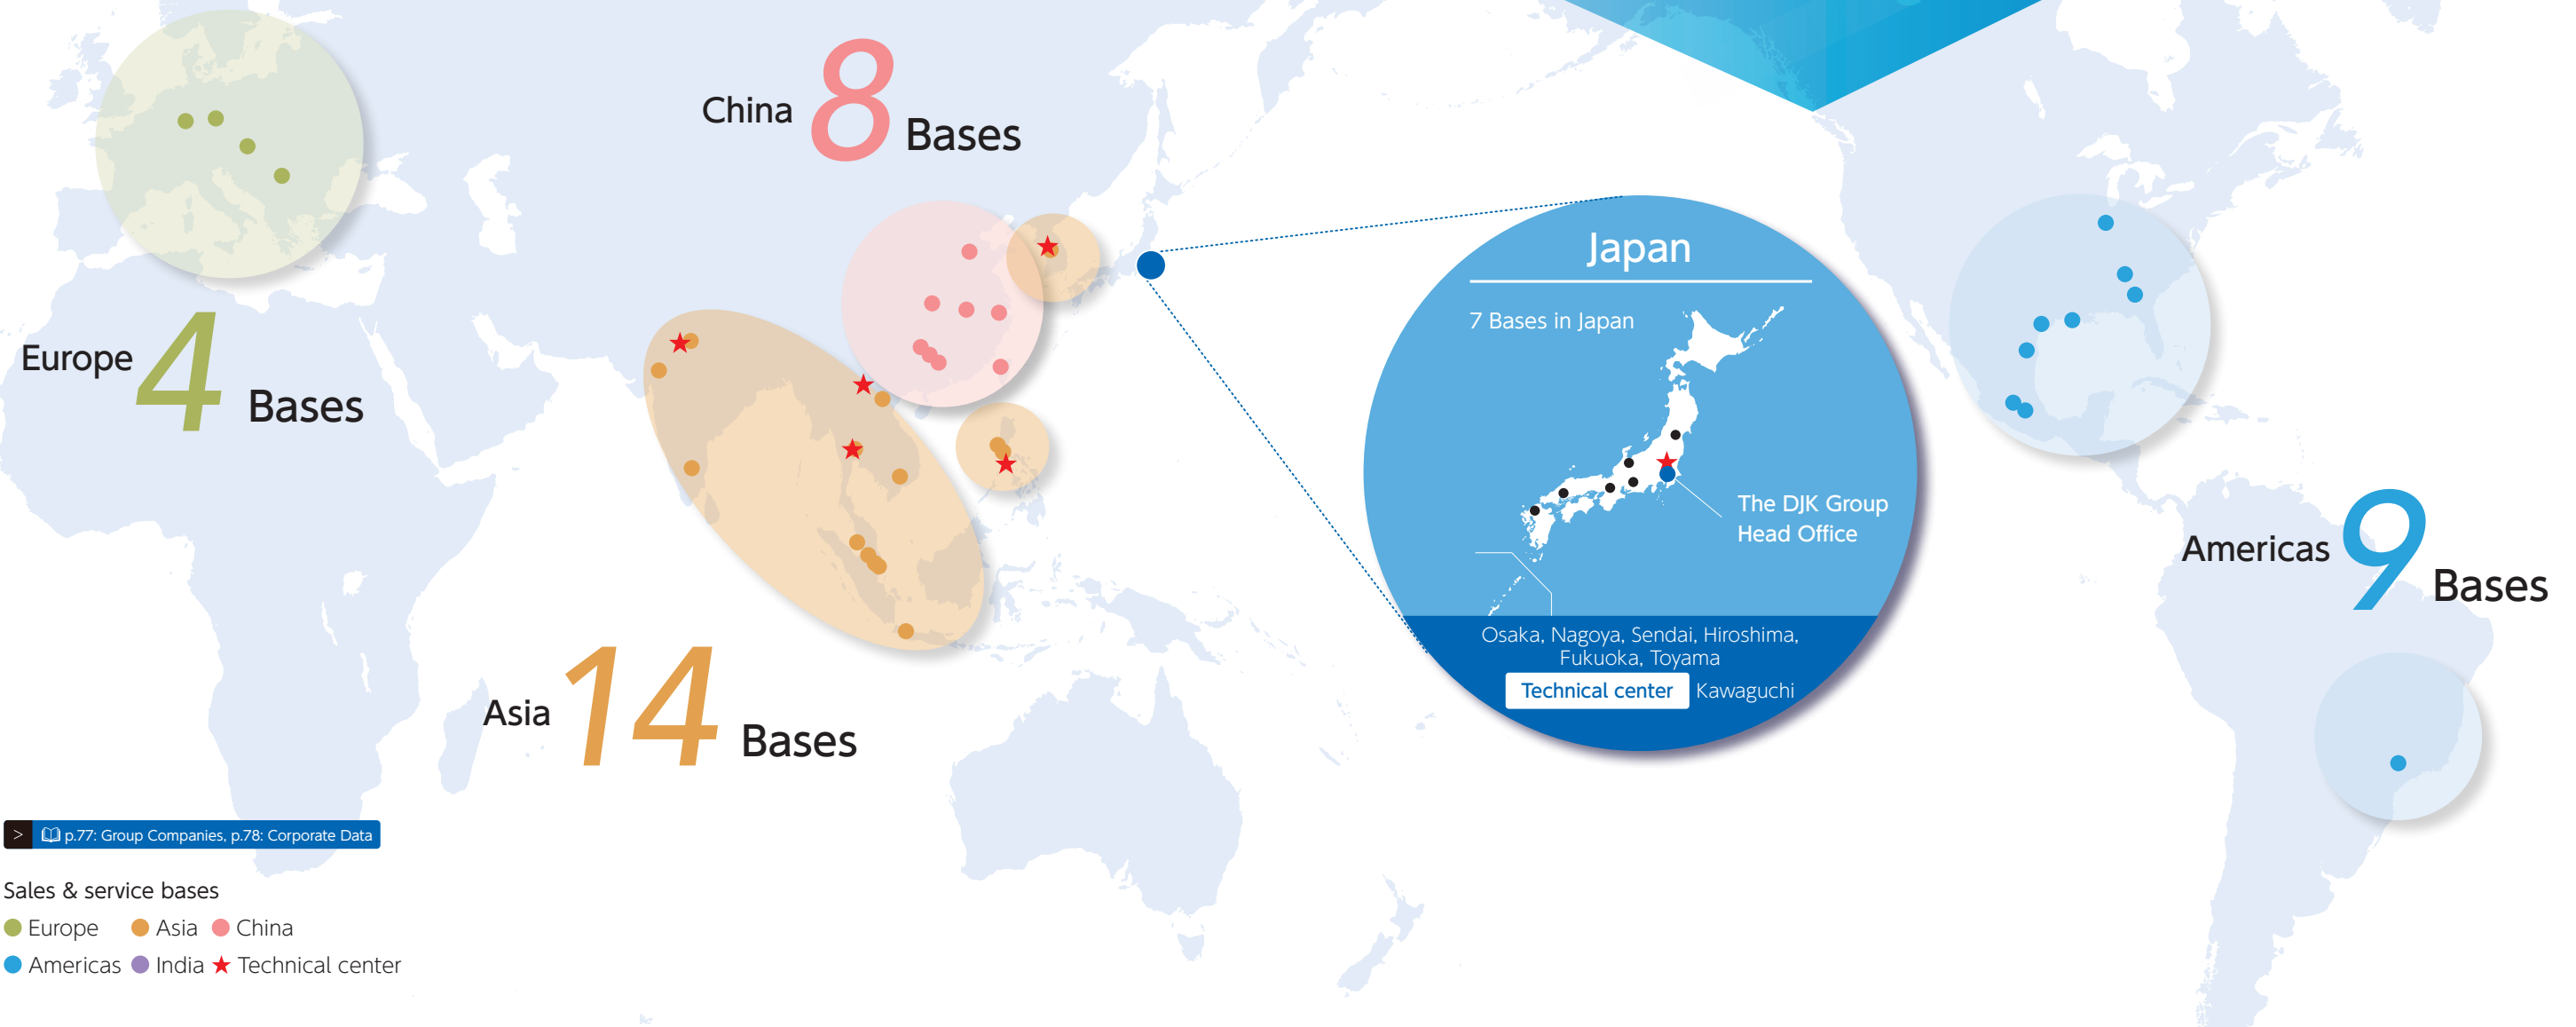 China 8 Bases
Europe 4 Bases
Asia 14 Bases
Japan
7 Bases in Japan
The DJK Group
Head Office
Osaka, Nagoya, Sendai, Hiroshima,
Fukuoka, Toyama
Technical center Kawaguchi
Americas 9 Bases
> p.77: Group Companies, p.78: Corporate Data
Sales & service bases
Europe Asia China
Americas India Technical center